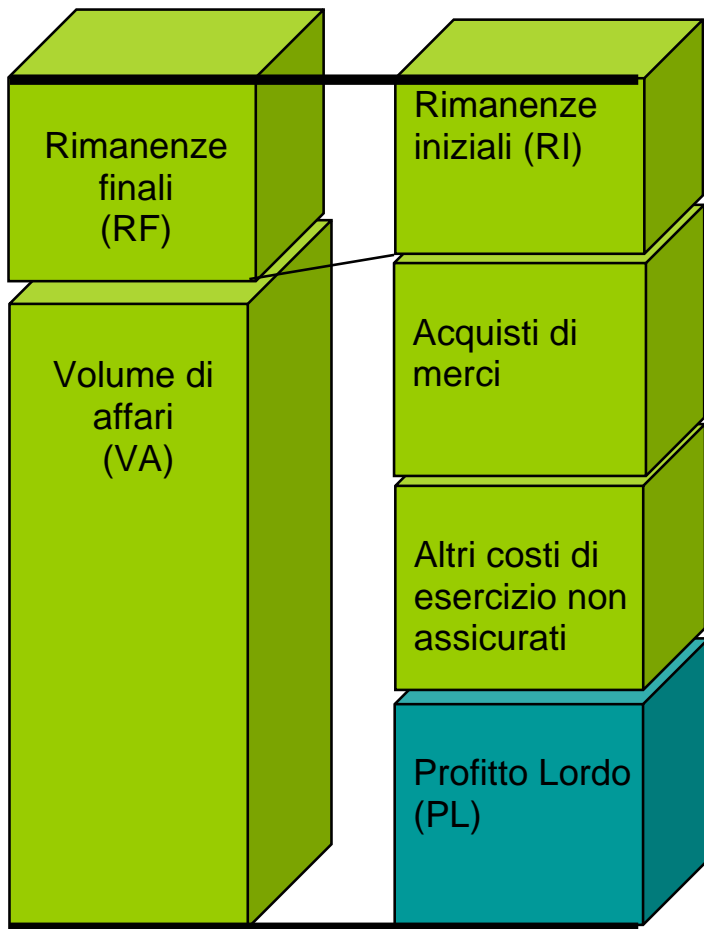 Rimanenze
finali
(RF)
Volume di
affari
(VA)
Rimanenze
iniziali (RI)
Acquisti di
merci
Altri costi di
esercizio non
assicurati
Profitto Lordo
(PL)